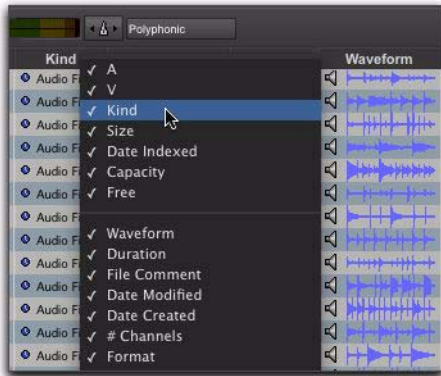 Polyphonic
Kind Waveform
Audio Fi
✓ A
Audio Fi
✓ V
Audio Fi
✓ Kind
Audio Fi
✓ Size
Audio Fi
✓ Date Indexed
Audio Fi
✓ Capacity
Audio Fi
✓ Free
Audio Fi
✓ Waveform
Audio Fi
✓ Duration
Audio Fi
✓ File Comment
Audio Fi
✓ Date Modified
Audio Fi
✓ Date Created
Audio Fi
✓ # Channels
Audio Fi
✓ Format